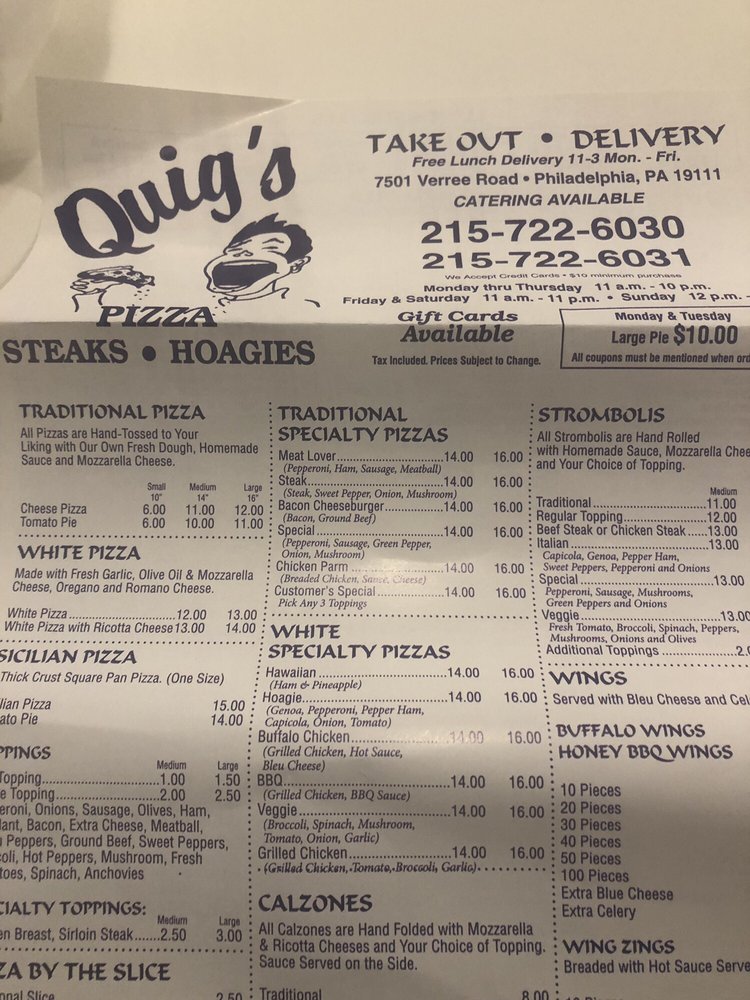 Quig's
PIZZA
STEAKS • HOAGIES
TAKE OUT • DELIVERY
Free Lunch Delivery 11-3 Mon. - Fri.
7501 Verree Road • Philadelphia, PA 19111
CATERING AVAILABLE
215-722-6030
215-722-6031
We Accept Credit Cards • $10 minimum purchase
Monday thru Thursday 11 a.m. - 10 p.m.
Friday & Saturday 11 a.m. - 11 p.m. • Sunday 12 p.m. -
Gift Cards
Available
Tax Included. Prices Subject to Change.
Monday & Tuesday
Large Pie $10.00
All coupons must be mentioned when ord
TRADITIONAL PIZZA
All Pizzas are Hand-Tossed to Your
Liking with Our Own Fresh Dough, Homemade
Sauce and Mozzarella Cheese.
Small Medium Large
10" 14" 16"
Cheese Pizza 6.00 11.00 12.00
Tomato Pie 6.00 10.00 11.00
WHITE PIZZA
Made with Fresh Garlic, Olive Oil & Mozzarella
Cheese, Oregano and Romano Cheese.
White Pizza..........................12.00 13.00
White Pizza with Ricotta Cheese 13.00 14.00
SICILIAN PIZZA
Thick Crust Square Pan Pizza. (One Size)
lian Pizza 15.00
ato Pie 14.00
PPINGS
Medium Large
Topping............................1.00 1.50
e Topping.........................2.00 2.50
eroni, Onions, Sausage, Olives, Ham,
lant, Bacon, Extra Cheese, Meatball,
Peppers, Ground Beef, Sweet Peppers,
coli, Hot Peppers, Mushroom, Fresh
toes, Spinach, Anchovies
CIALTY TOPPINGS:
Medium Large
en Breast, Sirloin Steak.......2.50 3.00
ZA BY THE SLICE
onal Slice 2.50
TRADITIONAL
SPECIALTY PIZZAS
Meat Lover..........................14.00 16.00
(Pepperoni, Ham, Sausage, Meatball)
Steak.................................14.00 16.00
(Steak, Sweet Pepper, Onion, Mushroom)
Bacon Cheeseburger..............14.00 16.00
(Bacon, Ground Beef)
Special...............................14.00 16.00
(Pepperoni, Sausage, Green Pepper,
Onion, Mushroom)
Chicken Parm......................14.00 16.00
(Breaded Chicken, Sauce, Cheese)
Customer's Special...............14.00 16.00
Pick Any 3 Toppings
WHITE
SPECIALTY PIZZAS
Hawaiian............................14.00 16.00
(Ham & Pineapple)
Hoagie...............................14.00 16.00
(Genoa, Pepperoni, Pepper Ham,
Capicola, Onion, Tomato)
Buffalo Chicken...................14.00 16.00
(Grilled Chicken, Hot Sauce,
Bleu Cheese)
BBQ..................................14.00 16.00
(Grilled Chicken, BBQ Sauce)
Veggie...............................14.00 16.00
(Broccoli, Spinach, Mushroom,
Tomato, Onion, Garlic)
Grilled Chicken...................14.00 16.00
(Grilled Chicken, Tomato, Broccoli, Garlic)
CALZONES
All Calzones are Hand Folded with Mozzarella
& Ricotta Cheeses and Your Choice of Topping.
Sauce Served on the Side.
Traditional 8.00
STROMBOLIS
All Strombolis are Hand Rolled
with Homemade Sauce, Mozzarella Chee
and Your Choice of Topping.
Medium
Traditional..........................11.00
Regular Topping...................12.00
Beef Steak or Chicken Steak.....13.00
Italian................................13.00
Capicola, Genoa, Pepper Ham,
Sweet Peppers, Pepperoni and Onions
Special...............................13.00
Pepperoni, Sausage, Mushrooms,
Green Peppers and Onions
Veggie...............................13.00
Fresh Tomato, Broccoli, Spinach, Peppers,
Mushrooms, Onions and Olives
Additional Toppings ..............2.
WINGS
Served with Bleu Cheese and Cel
BUFFALO WINGS
HONEY BBQ WINGS
10 Pieces
20 Pieces
30 Pieces
40 Pieces
50 Pieces
100 Pieces
Extra Blue Cheese
Extra Celery
WING ZINGS
Breaded with Hot Sauce Serve